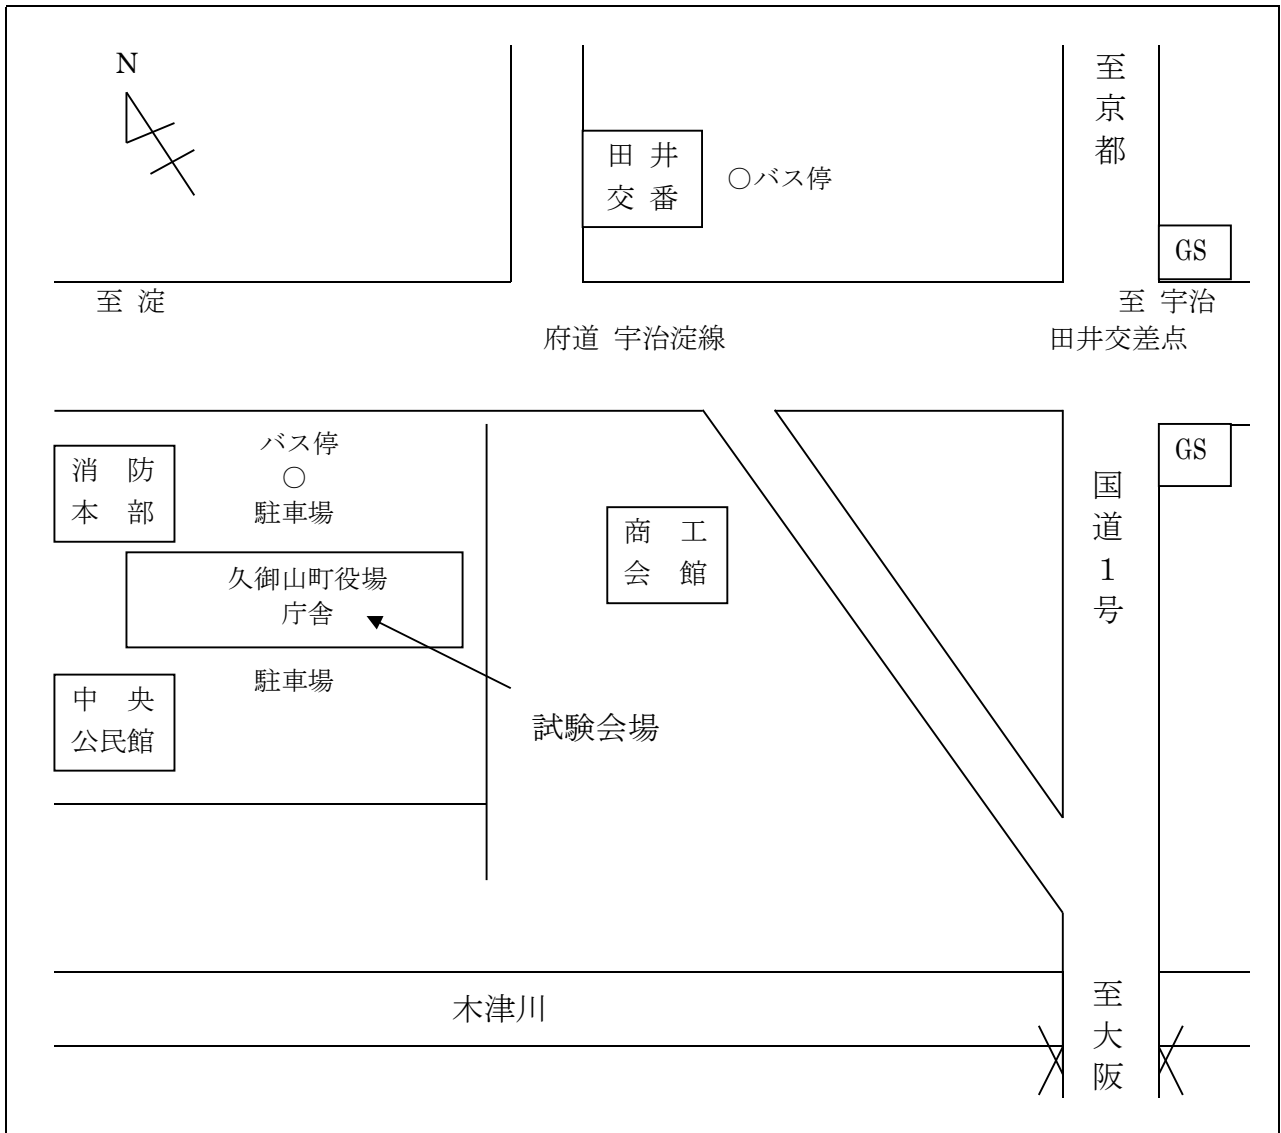 N
至京都
田 井
交 番
○バス停
GS
至 淀
至 宇治
府道 宇治淀線
田井交差点
バス停
○
駐車場
消 防
本 部
GS
国道1号
商 工
会 館
久御山町役場
庁舎
駐車場
中 央
公民館
試験会場
木津川
至大阪